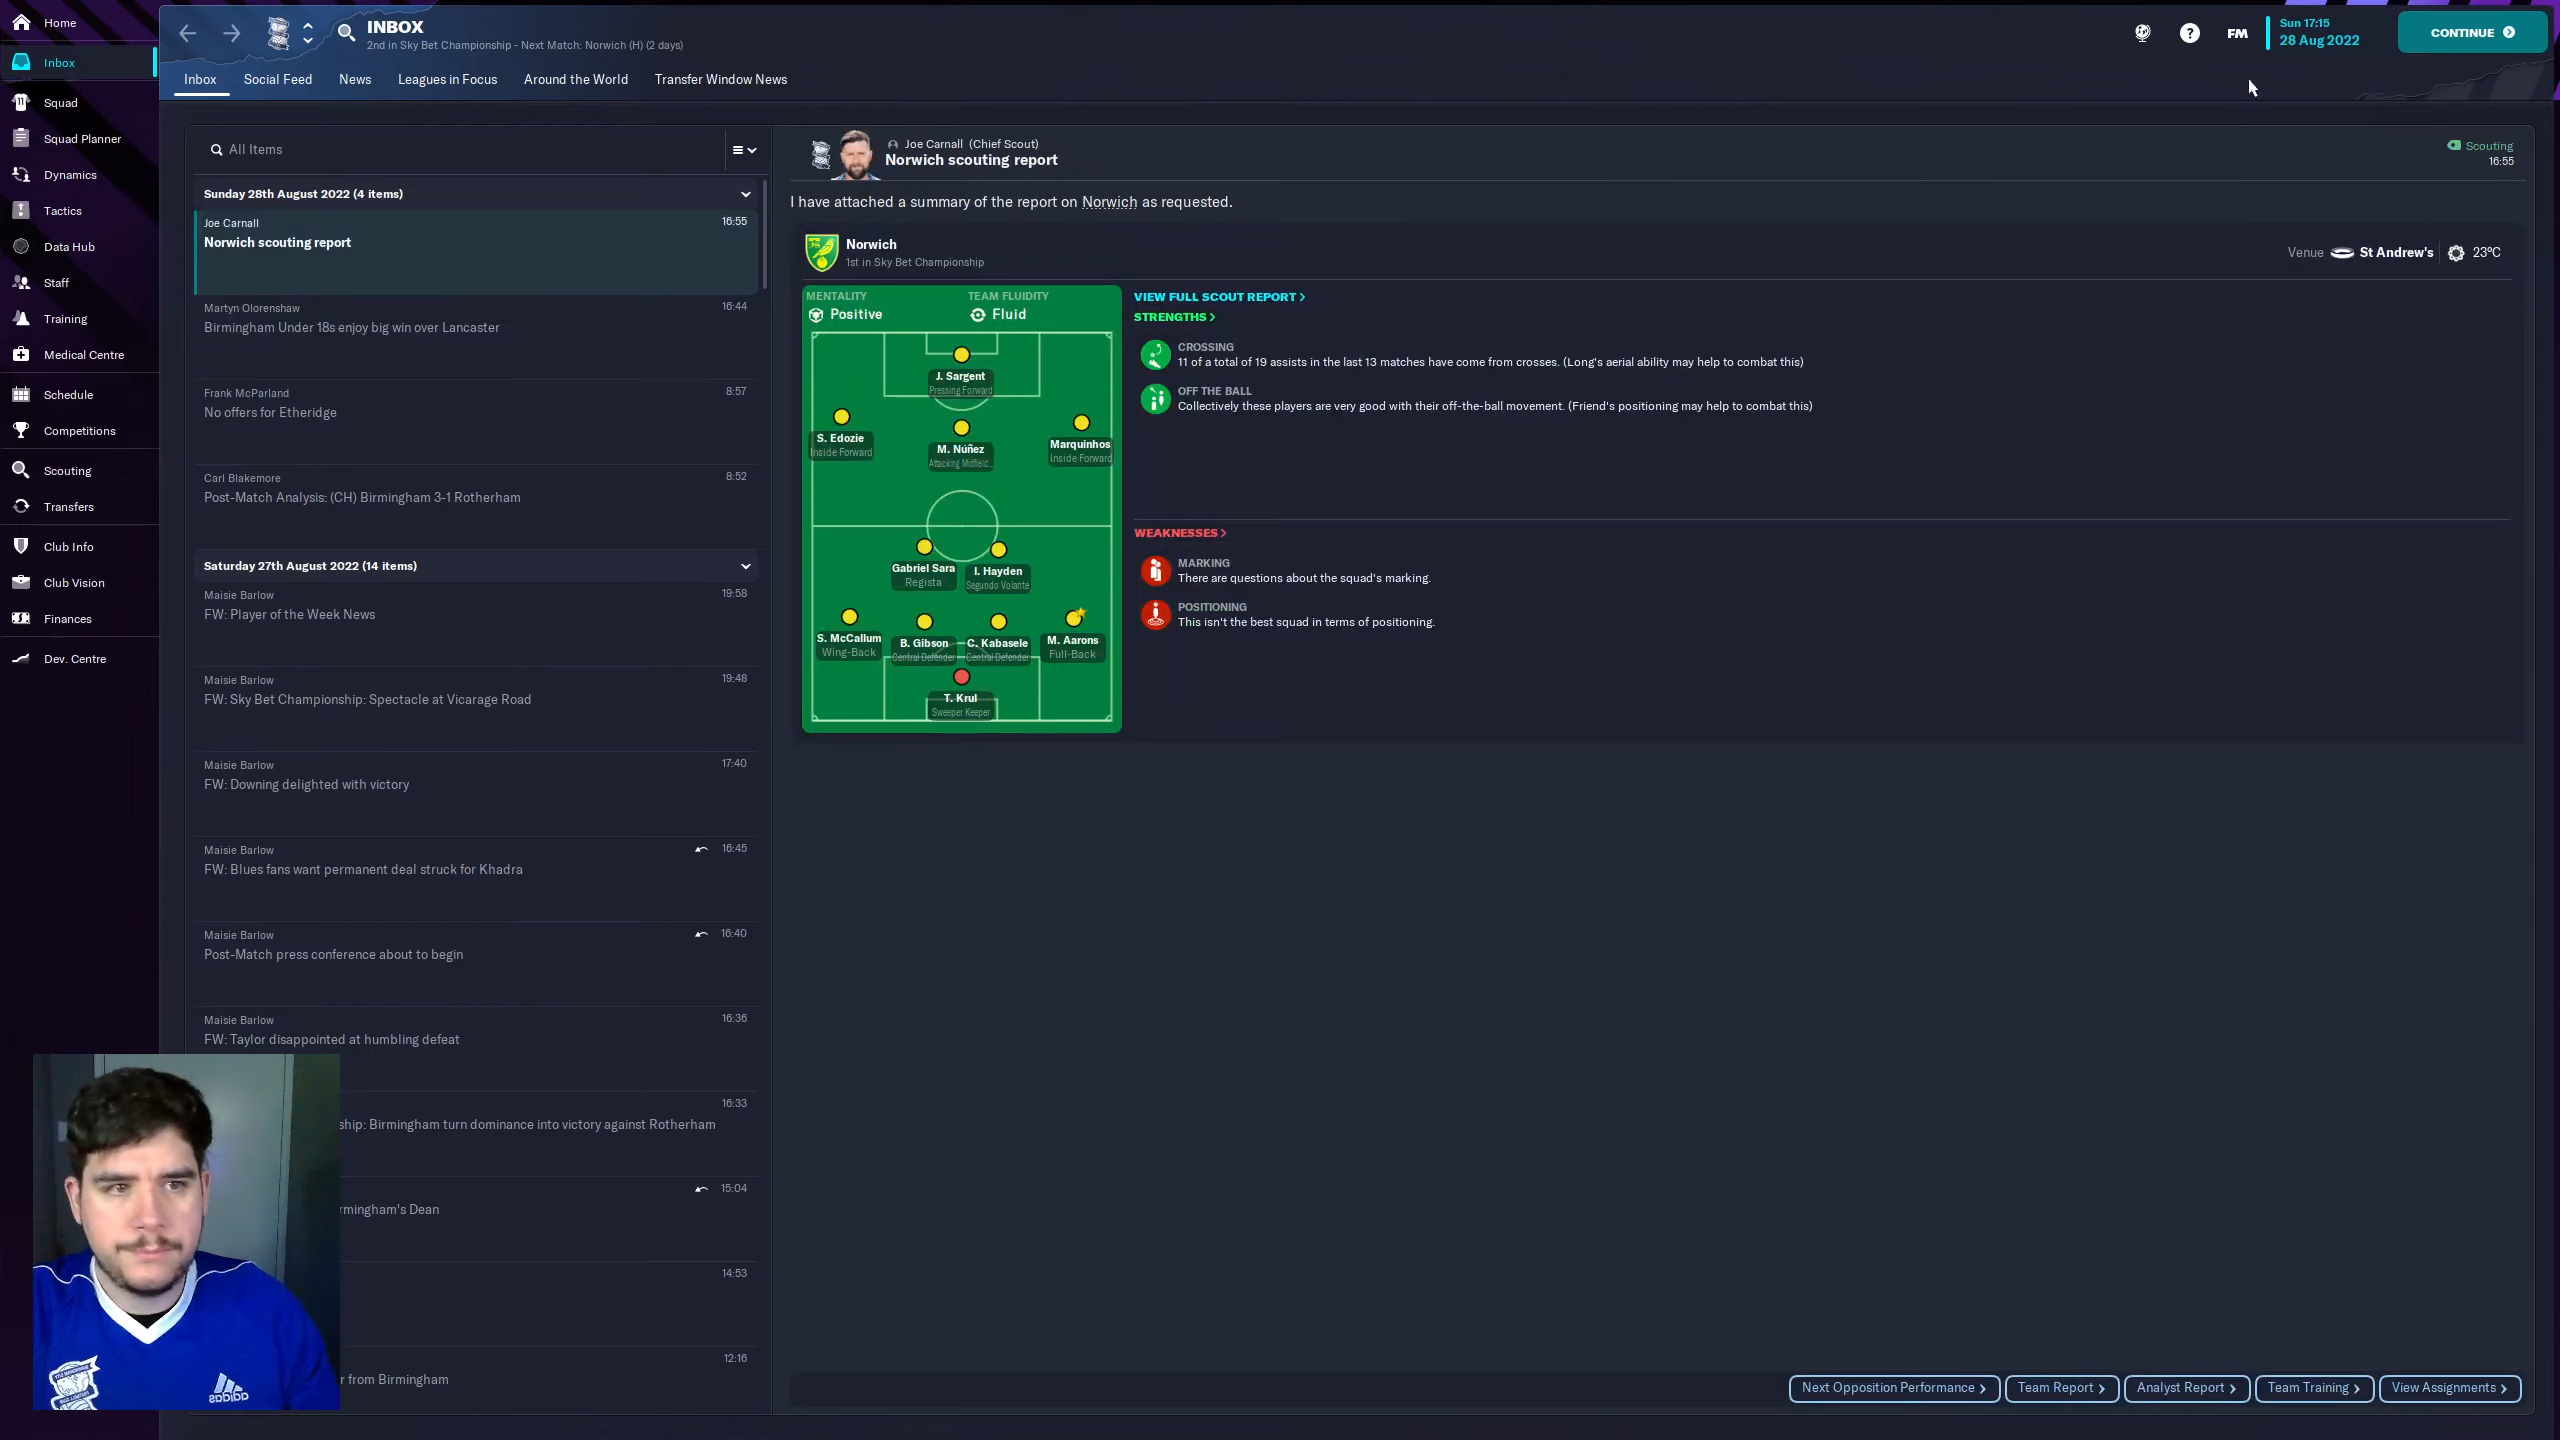 Home
Inbox
Squad
Squad Planner
Dynamics
Tactics
Data Hub
Staff
Training
Medical Centre
Schedule
Competitions
Scouting
Transfers
Club Info
Club Vision
Finances
Dev. Centre
INBOX
2nd in Sky Bet Championship - Next Match: Norwich (H) (2 days)
Inbox Social Feed News Leagues in Focus Around the World Transfer Window News
? FM
Sun 17:15
28 Aug 2022
CONTINUE
All Items
Sunday 28th August 2022 (4 items)
Joe Carnall 16:55
Norwich scouting report
Martyn Olorenshaw 16:44
Birmingham Under 18s enjoy big win over Lancaster
Frank McParland 8:57
No offers for Etheridge
Carl Blakemore 8:52
Post-Match Analysis: (CH) Birmingham 3-1 Rotherham
Saturday 27th August 2022 (14 items)
Maisie Barlow 19:58
FW: Player of the Week News
Maisie Barlow 19:48
FW: Sky Bet Championship: Spectacle at Vicarage Road
Maisie Barlow 17:40
FW: Downing delighted with victory
Maisie Barlow 16:45
FW: Blues fans want permanent deal struck for Khadra
Maisie Barlow 16:40
Post-Match press conference about to begin
Maisie Barlow 16:36
FW: Taylor disappointed at humbling defeat
16:33
ship: Birmingham turn dominance into victory against Rotherham
15:04
rmingham's Dean
14:53
12:16
r from Birmingham
adidas
Joe Carnall (Chief Scout)
Norwich scouting report
Scouting
16:55
I have attached a summary of the report on Norwich as requested.
Norwich
1st in Sky Bet Championship
Venue St Andrew's 23°C
MENTALITY
Positive
TEAM FLUIDITY
Fluid
J. Sargent
Pressing Forward
S. Edozie
Inside Forward
M. Núñez
Attacking Midfiel...
Marquinhos
Inside Forward
Gabriel Sara
Regista
I. Hayden
Segundo Volante
S. McCallum
Wing-Back
B. Gibson
Central Defender
C. Kabasele
Central Defender
M. Aarons
Full-Back
T. Krul
Sweeper Keeper
VIEW FULL SCOUT REPORT >
STRENGTHS >
CROSSING
11 of a total of 19 assists in the last 13 matches have come from crosses. (Long's aerial ability may help to combat this)
OFF THE BALL
Collectively these players are very good with their off-the-ball movement. (Friend's positioning may help to combat this)
WEAKNESSES >
MARKING
There are questions about the squad's marking.
POSITIONING
This isn't the best squad in terms of positioning.
Next Opposition Performance > Team Report > Analyst Report > Team Training > View Assignments >